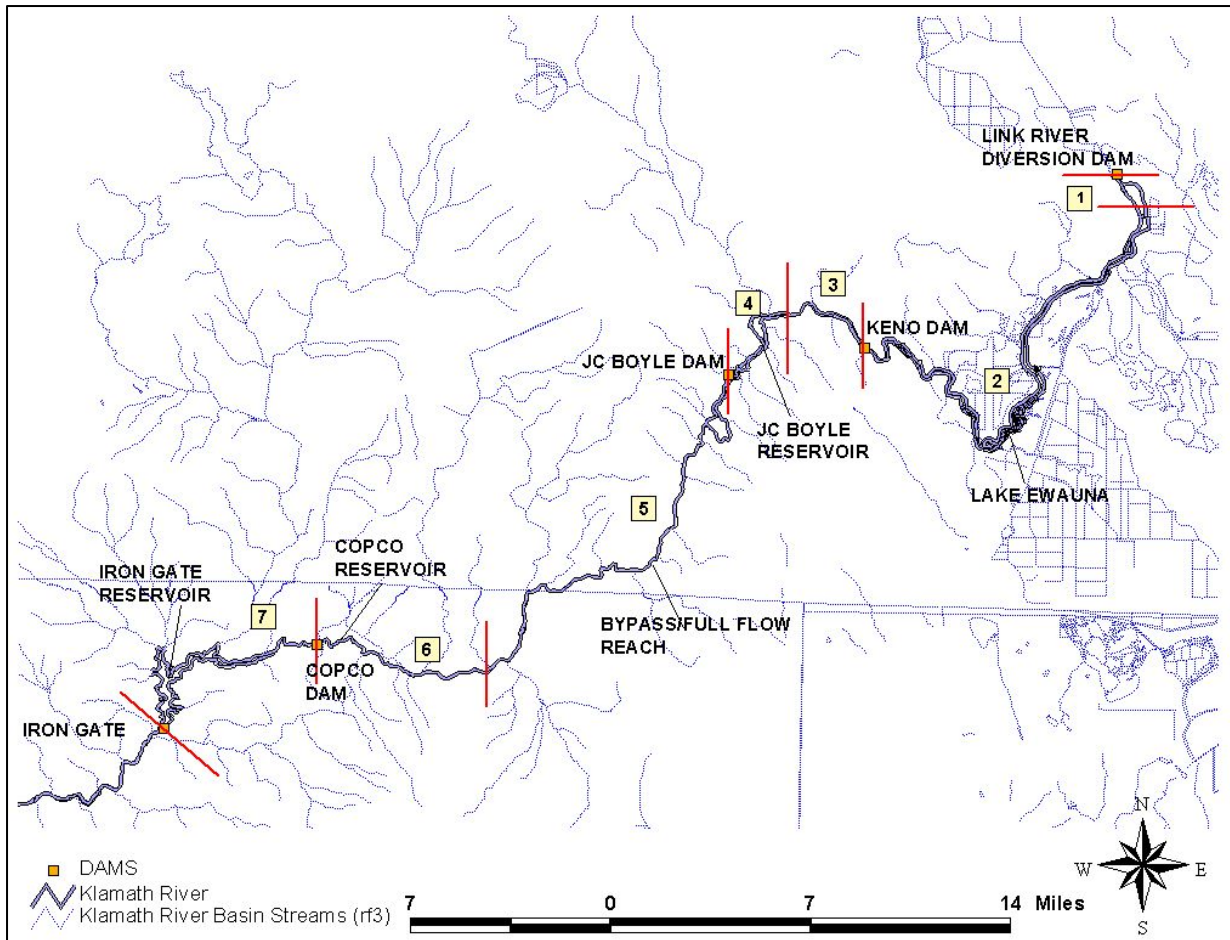 LINK RIVER
DIVERSION DAM
1
3
4
KENO DAM
JC BOYLE DAM
2
JC BOYLE
RESERVOIR
LAKE EWAUNA
5
COPCO
RESERVOIR
IRON GATE
RESERVOIR
7
BYPASS/FULL FLOW
REACH
6
COPCO
DAM
IRON GATE
N
W E
S
DAMS
Klamath River
Klamath River Basin Streams (rf3)
7 0 7 14 Miles